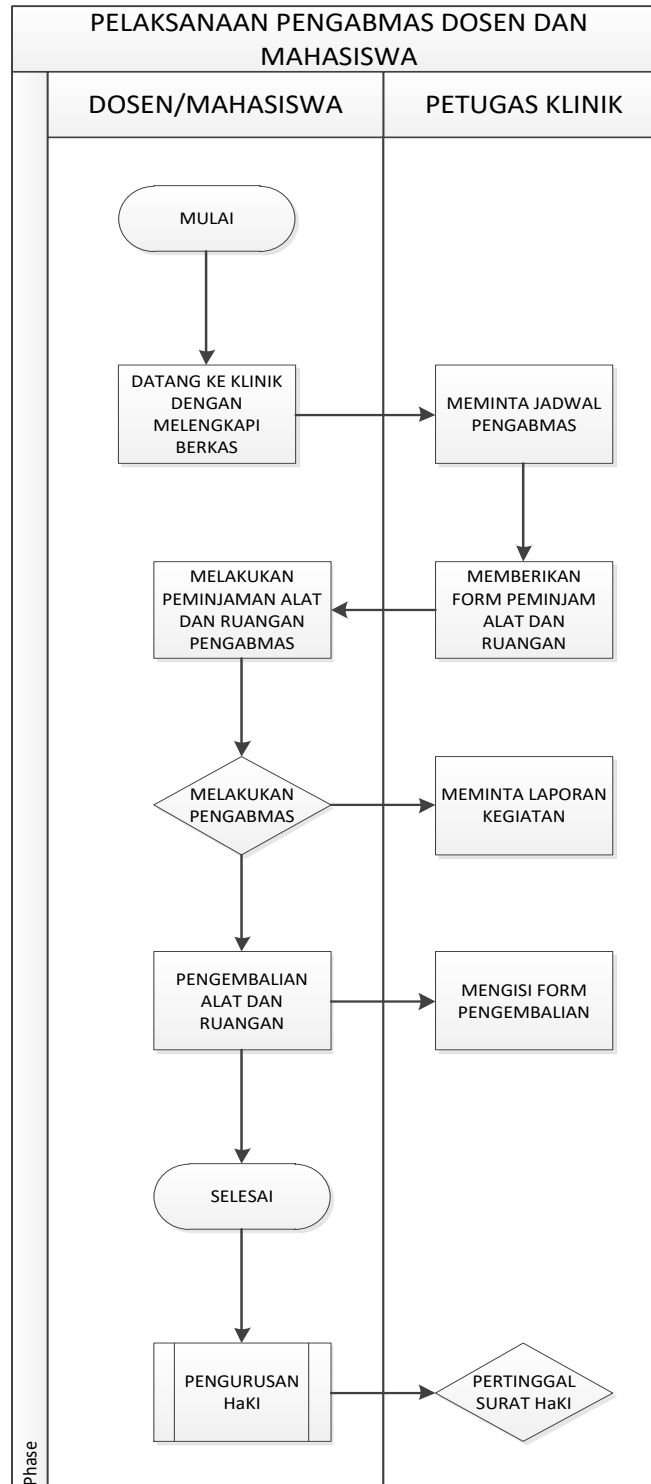 PELAKSANAAN PENGABMAS DOSEN DAN
MAHASISWA
DOSEN/MAHASISWA
PETUGAS KLINIK
MULAI
DATANG KE KLINIK
DENGAN
MELENGKAPI
BERKAS
MEMINTA JADWAL
PENGABMAS
MELAKUKAN
PEMINJAMAN ALAT
DAN RUANGAN
PENGABMAS
MEMBERIKAN
FORM PEMINJAM
ALAT DAN
RUANGAN
MELAKUKAN
PENGABMAS
MEMINTA LAPORAN
KEGIATAN
PENGEMBALIAN
ALAT DAN
RUANGAN
MENGISI FORM
PENGEMBALIAN
SELESAI
PENGURUSAN
HaKI
PERTINGGAL
SURAT HaKI
Phase